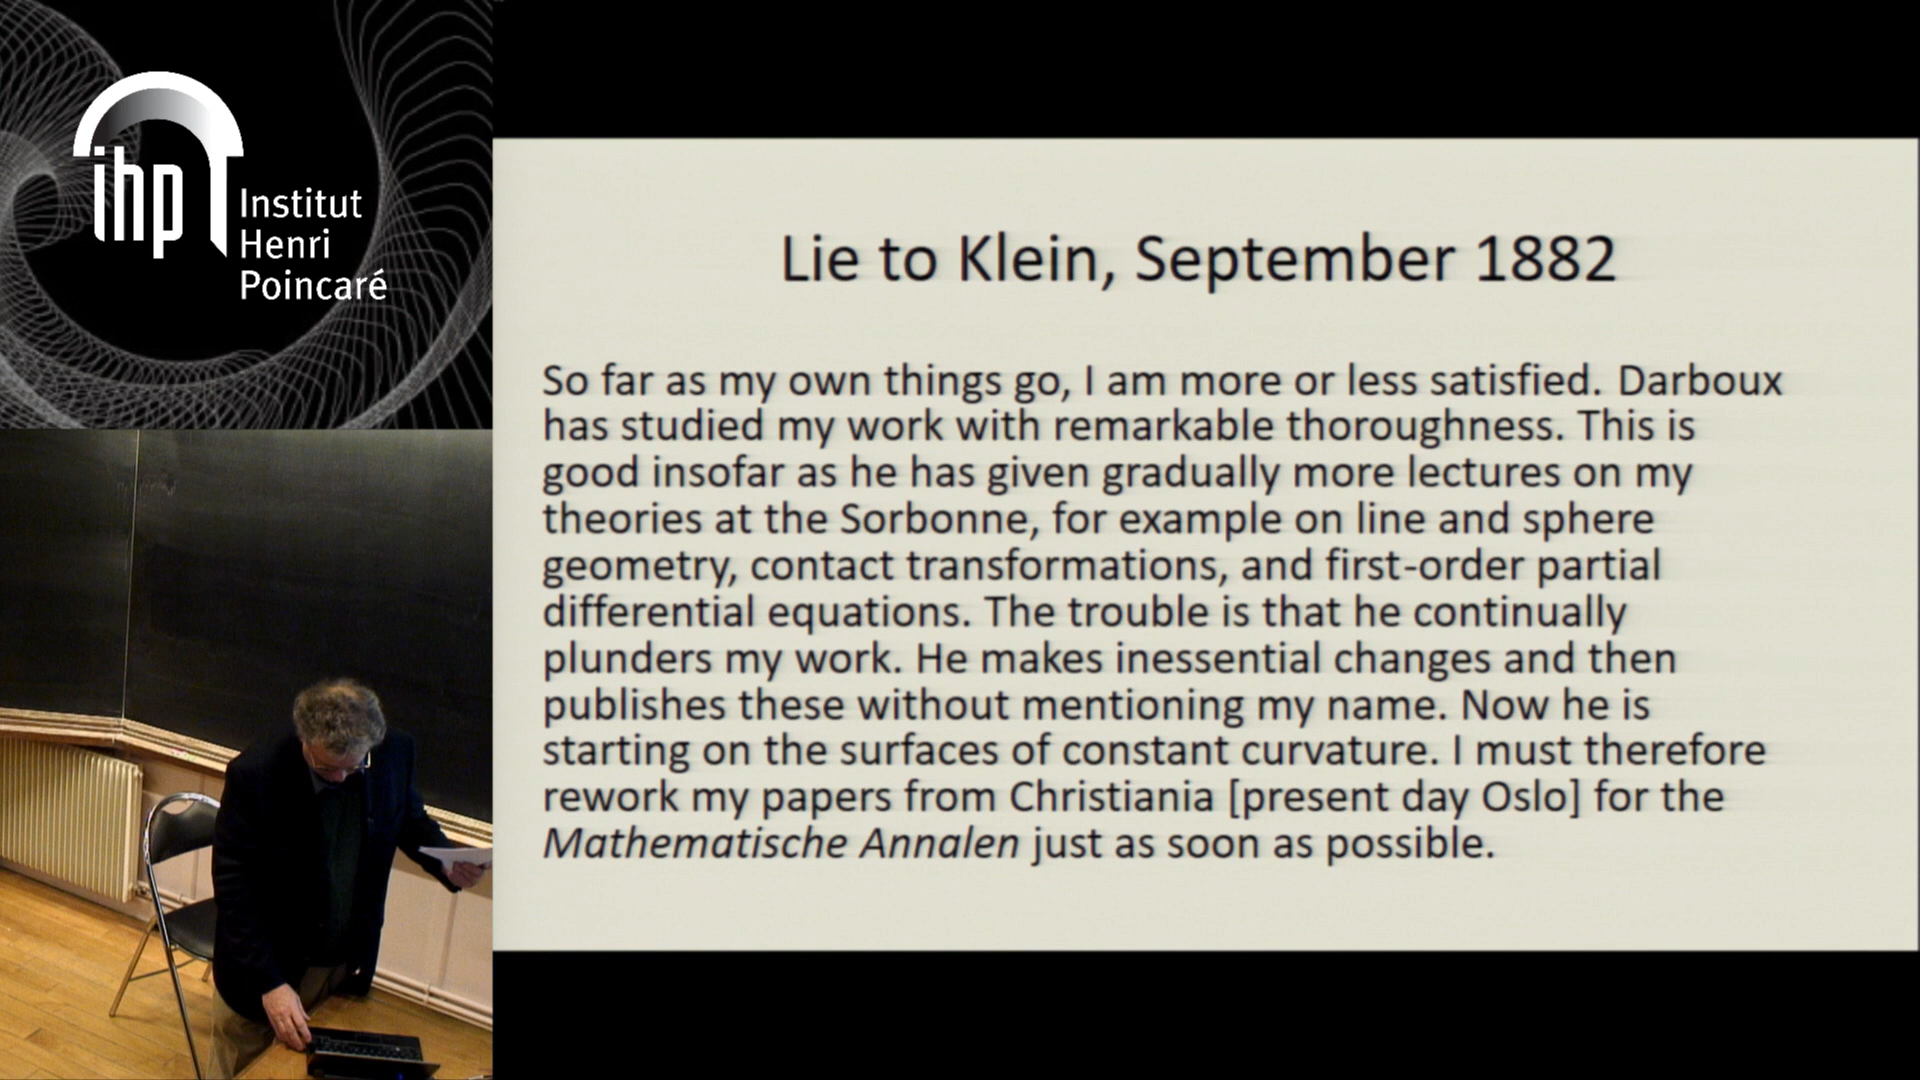 ihp
Institut
Henri
Poincaré
Lie to Klein, September 1882
So far as my own things go, I am more or less satisfied. Darboux
has studied my work with remarkable thoroughness. This is
good insofar as he has given gradually more lectures on my
theories at the Sorbonne, for example on line and sphere
geometry, contact transformations, and first-order partial
differential equations. The trouble is that he continually
plunders my work. He makes inessential changes and then
publishes these without mentioning my name. Now he is
starting on the surfaces of constant curvature. I must therefore
rework my papers from Christiania [present day Oslo] for the
Mathematische Annalen just as soon as possible.